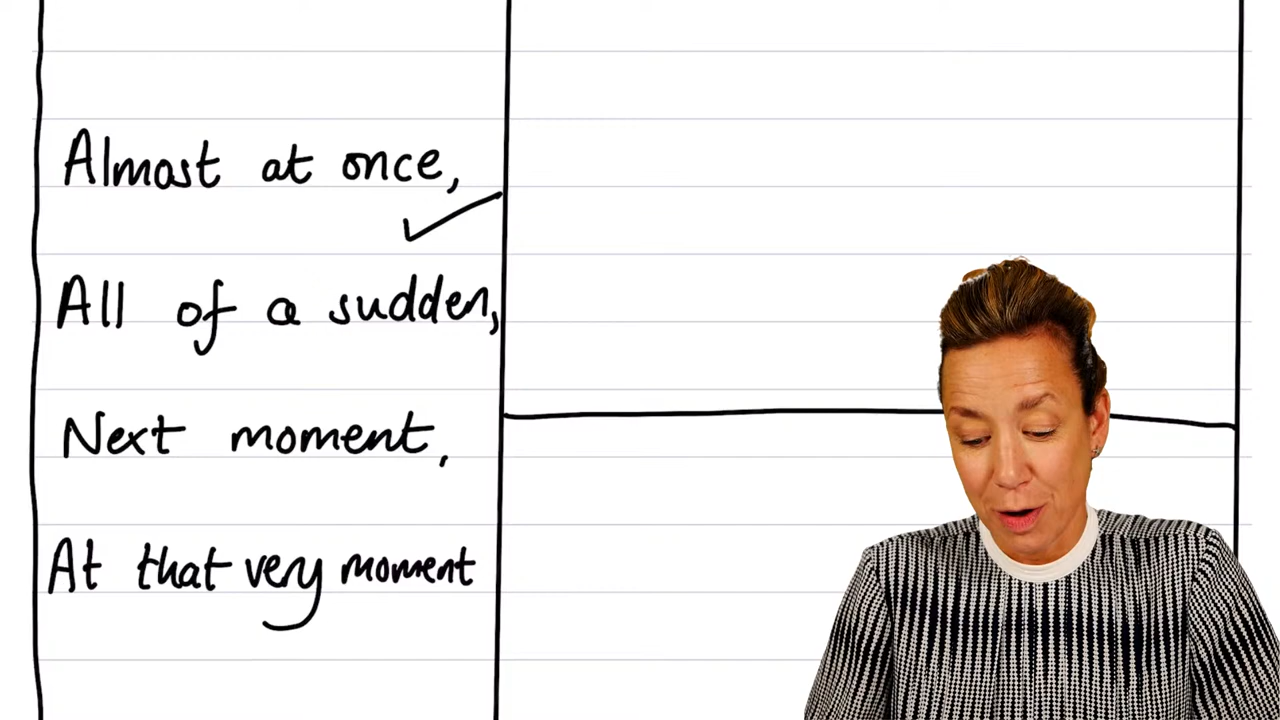 Almost at once,
All of a sudden,
Next moment,
At that very moment